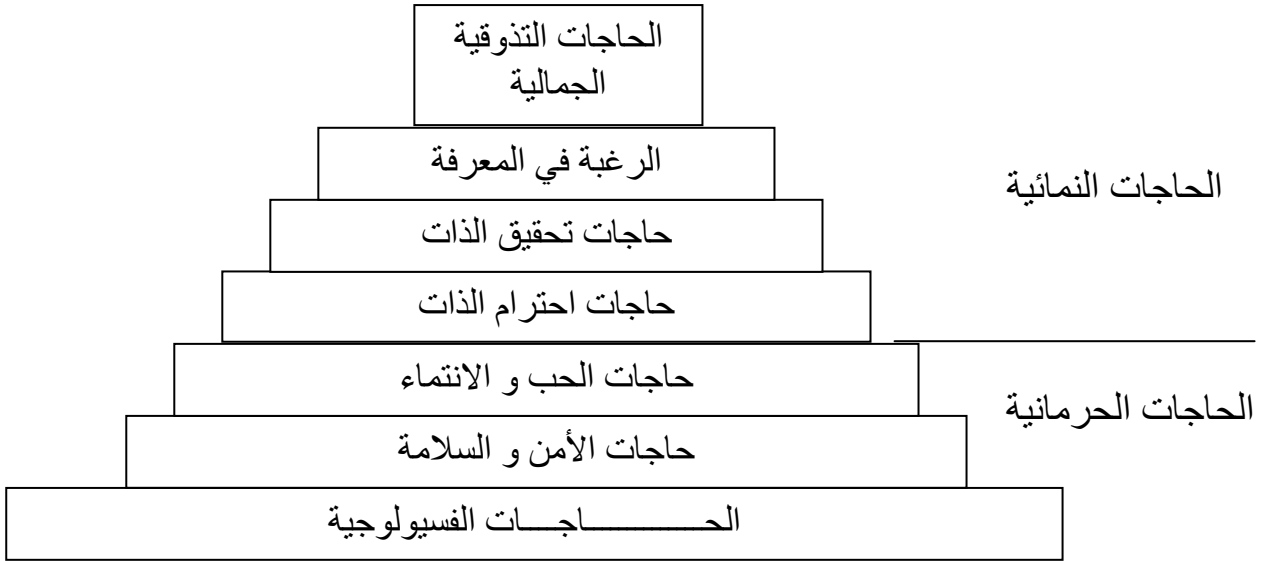 الحاجات التذوقية
الجمالية
الرغبة في المعرفة
الحاجات النمائية
حاجات تحقيق الذات
حاجات احترام الذات
حاجات الحب و الانتماء
الحاجات الحرمانية
حاجات الأمن و السلامة
الحـــــــــاجــــات الفسيولوجية